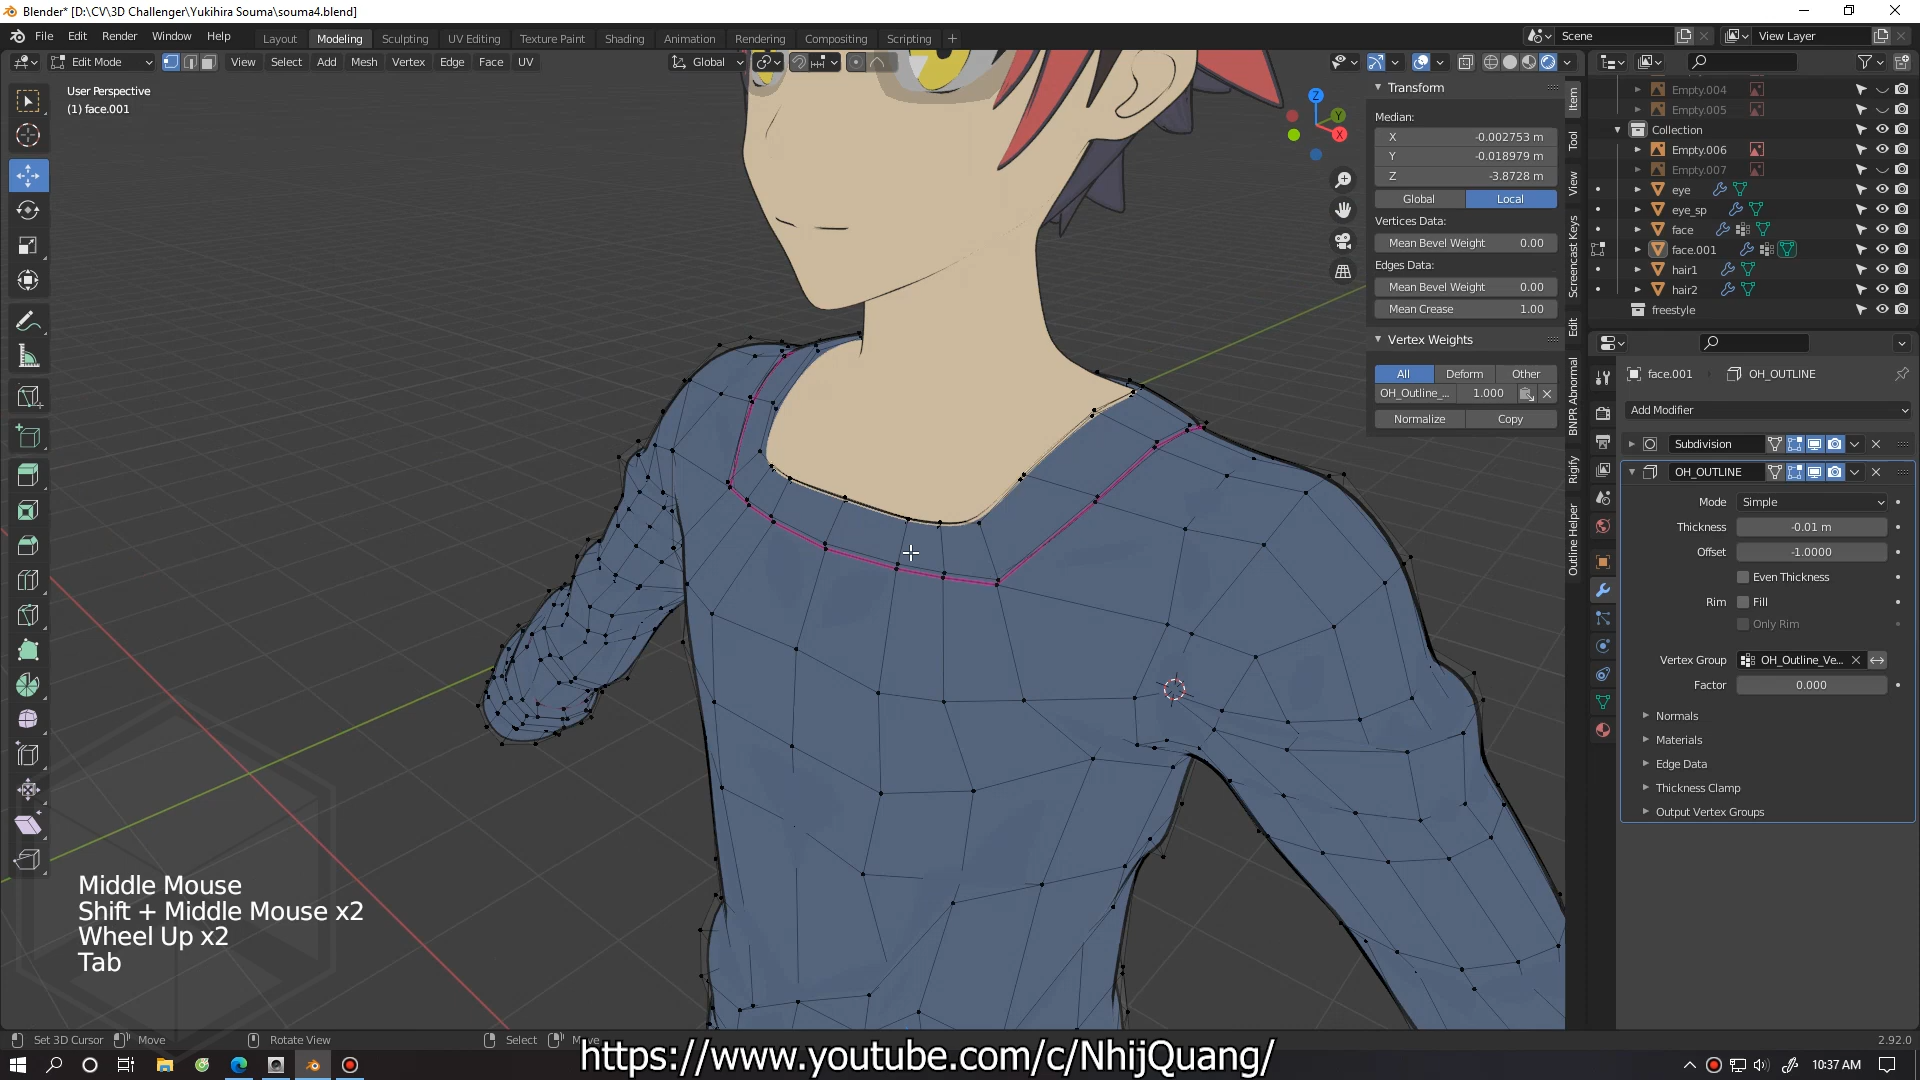 Blender* [D:\CV\3D Challenger\Yukihira Souma\souma4.blend]
File Edit Render Window Help Layout Modeling Sculpting UV Editing Texture Paint Shading Animation Rendering Compositing Scripting + Scene View Layer
Edit Mode View Select Add Mesh Vertex Edge Face UV Global
User Perspective
(1) face.001
Z
Y
X
Transform
Median:
X -0.002753 m
Y -0.018979 m
Z -3.8728 m
Global Local
Vertices Data:
Mean Bevel Weight 0.00
Edges Data:
Mean Bevel Weight 0.00
Mean Crease 1.00
Vertex Weights
All Deform Other
OH_Outline_... 1.000
Normalize Copy
Item
Tool
View
Screencast Keys
Edit
BNPR Abnormal
Rigify
Outline Helper
Empty.004
Empty.005
Collection
Empty.006
Empty.007
eye
eye_sp
face
face.001
hair1
hair2
freestyle
face.001 OH_OUTLINE
Add Modifier
Subdivision
OH_OUTLINE
Mode Simple
Thickness -0.01 m
Offset -1.0000
Even Thickness
Rim Fill
Only Rim
Vertex Group OH_Outline_Ve...
Factor 0.000
Normals
Materials
Edge Data
Thickness Clamp
Output Vertex Groups
Middle Mouse
Shift + Middle Mouse x2
Wheel Up x2
Tab
Set 3D Cursor Move Rotate View Select Move 2.92.0
https://www.youtube.com/c/NhijQuang/
10:37 AM